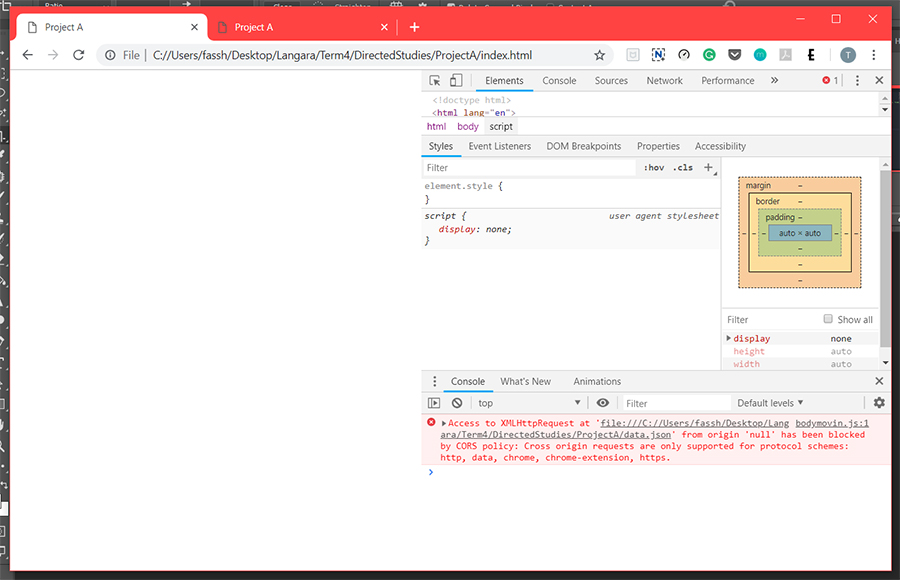 Project A
Project A
File | C://Users/fassh/Desktop/Langara/Term4/DirectedStudies/ProjectA/index.html
T
Elements Console Sources Network Performance » 1
<!doctype html>
<html lang="en">
html body script
Styles Event Listeners DOM Breakpoints Properties Accessibility
Filter :hov .cls +
element.style {
}
script { user agent stylesheet
display: none;
}
margin -
border -
padding -
- - - auto × auto - - -
-
-
-
Filter Show all
display none
height auto
width auto
Console What's New Animations
top Filter Default levels ▼
Access to XMLHttpRequest at 'file:///C:/Users/fassh/Desktop/Lang bodymovin.js:1
ara/Term4/DirectedStudies/ProjectA/data.json' from origin 'null' has been blocked
by CORS policy: Cross origin requests are only supported for protocol schemes:
http, data, chrome, chrome-extension, https.